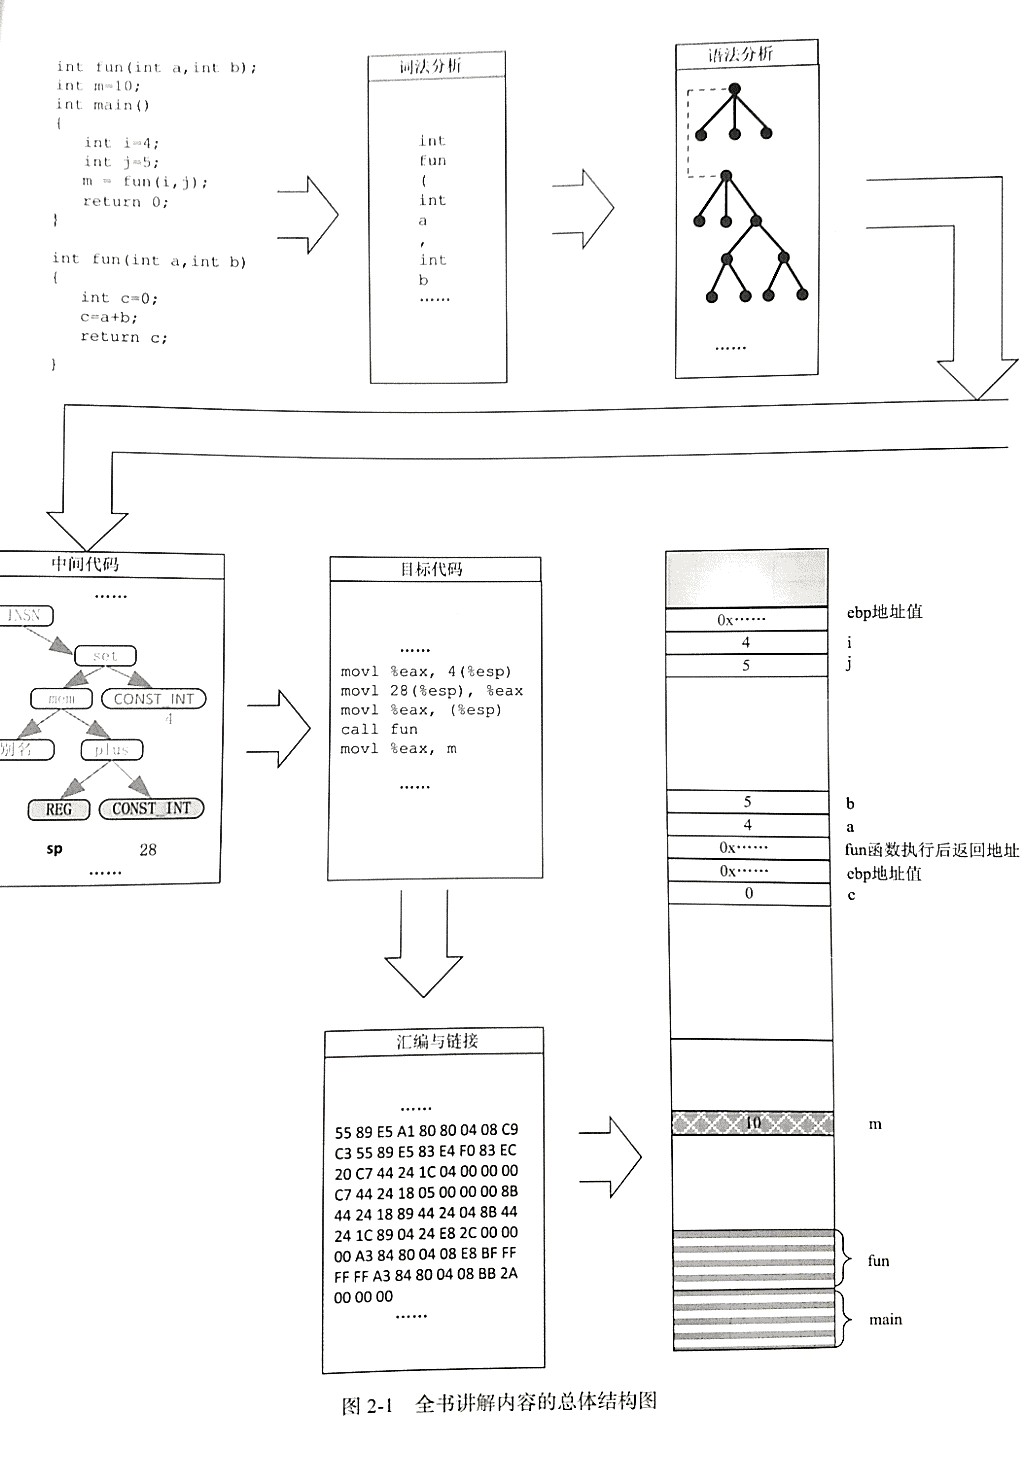 int fun(int a,int b);
int m=10;
int main()
{
int i=4;
int j=5;
m = fun(i,j);
return 0;
}
int fun(int a,int b)
{
int c=0;
c=a+b;
return c;
}
词法分析
int
fun
(
int
a
,
int
b
……
语法分析
……
中间代码
……
INSN
set
mem
CONST_INT
4
别名
plus
REG
CONST_INT
sp
28
……
目标代码
……
movl %eax, 4(%esp)
movl 28(%esp), %eax
movl %eax, (%esp)
call fun
movl %eax, m
……
汇编与链接
……
55 89 E5 A1 80 80 04 08 C9
C3 55 89 E5 83 E4 F0 83 EC
20 C7 44 24 1C 04 00 00 00
C7 44 24 18 05 00 00 00 8B
44 24 18 89 44 24 04 8B 44
24 1C 89 04 24 E8 2C 00 00
00 A3 84 80 04 08 E8 BF FF
FF FF A3 84 80 04 08 BB 2A
00 00 00
……
0x…… ebp地址值
4 i
5 j
5 b
4 a
0x…… fun函数执行后返回地址
0x…… ebp地址值
0 c
10 m
fun
main
图 2-1 全书讲解内容的总体结构图